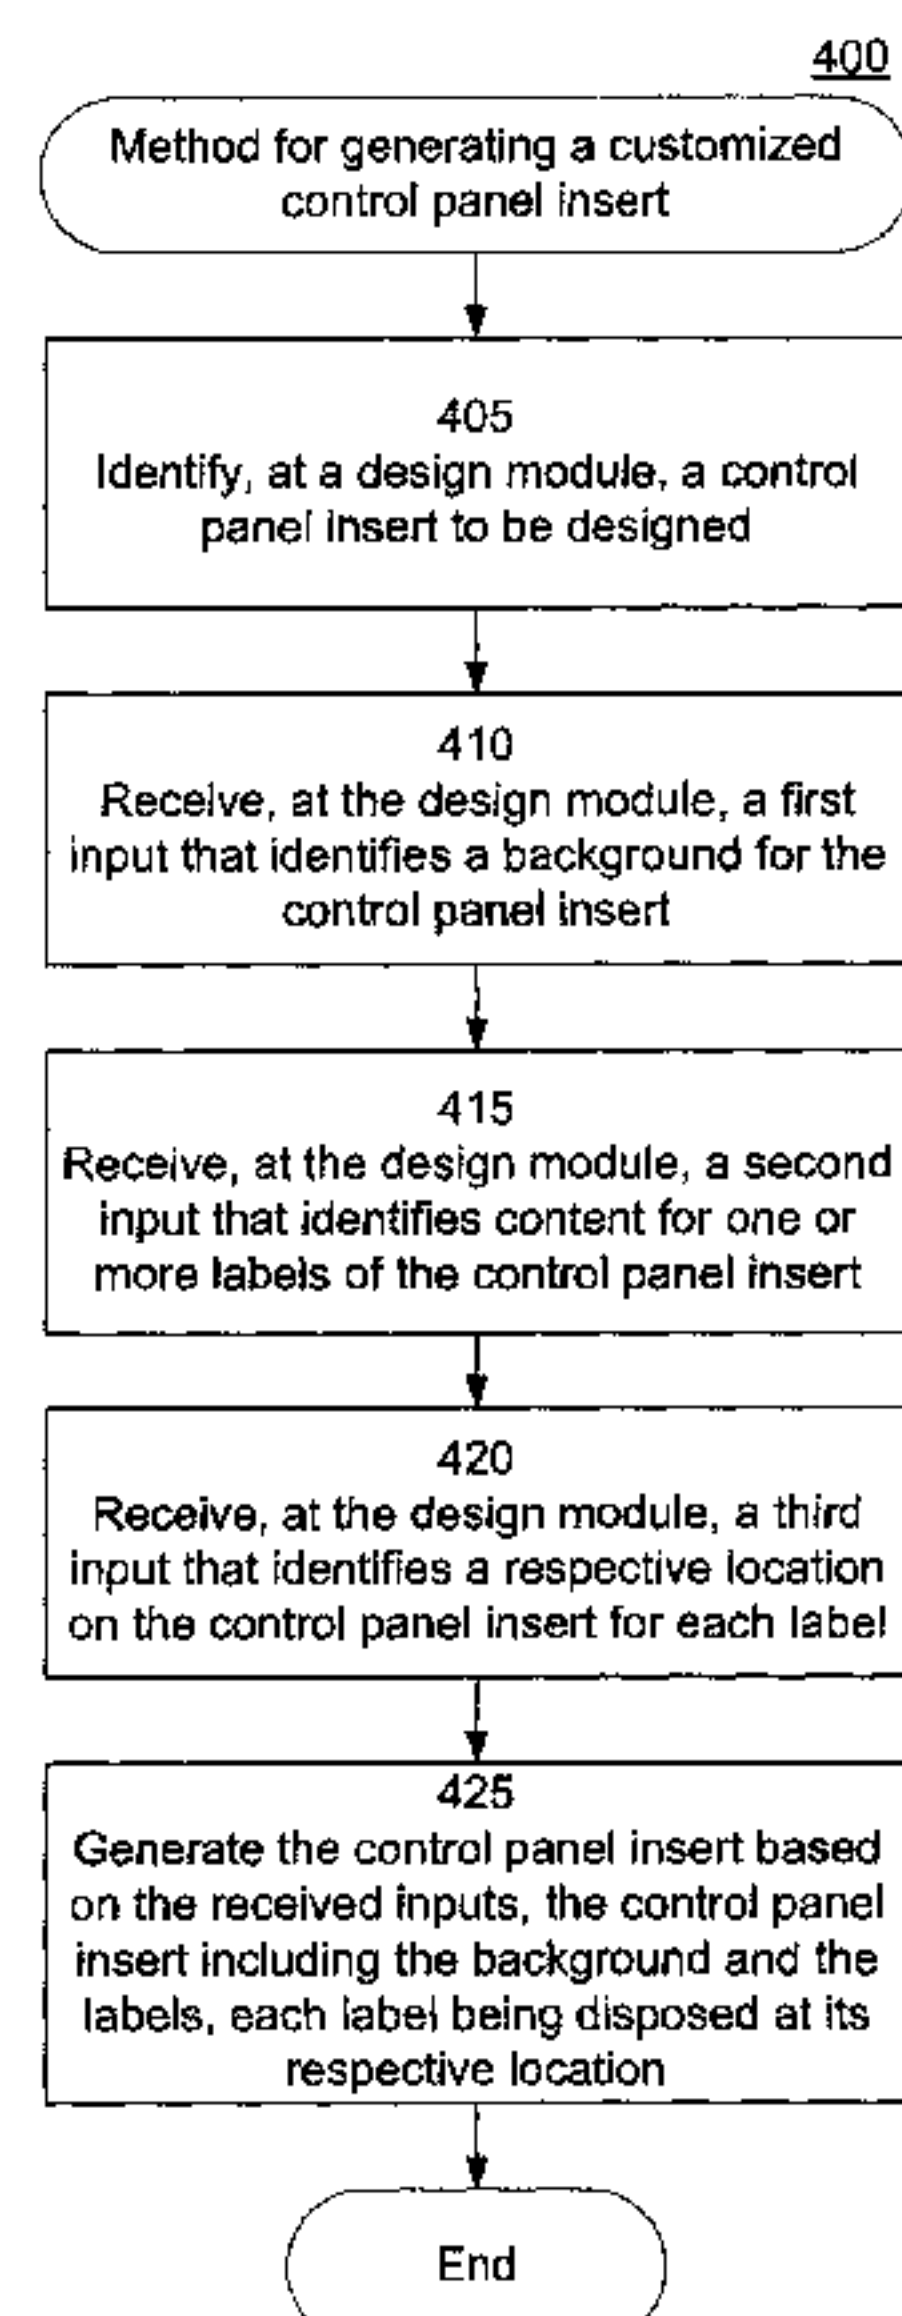 400
Method for generating a customized
control panel insert
405
Identify, at a design module, a control
panel insert to be designed
410
Receive, at the design module, a first
input that identifies a background for the
control panel insert
415
Receive, at the design module, a second
input that identifies content for one or
more labels of the control panel insert
420
Receive, at the design module, a third
input that identifies a respective location
on the control panel insert for each label
425
Generate the control panel insert based
on the received inputs, the control panel
insert including the background and the
labels, each label being disposed at its
respective location
End